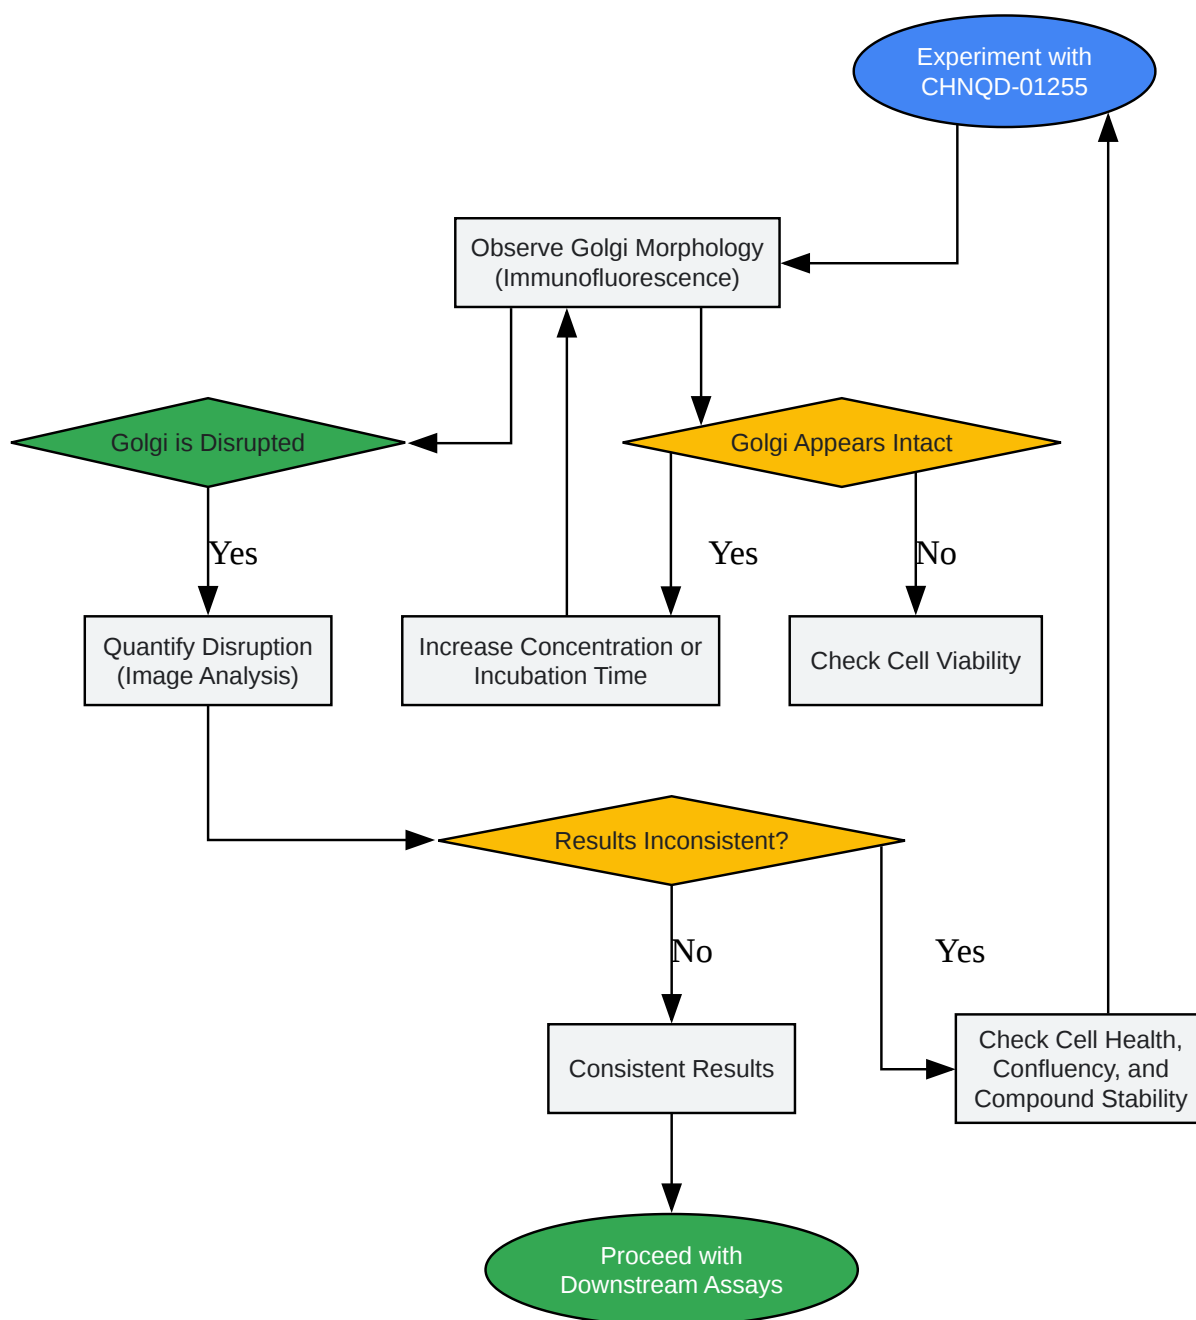 Experiment with
CHNQD-01255
Observe Golgi Morphology
(Immunofluorescence)
Golgi is Disrupted
Golgi Appears Intact
Yes
Yes
No
Quantify Disruption
(Image Analysis)
Increase Concentration or
Incubation Time
Check Cell Viability
Results Inconsistent?
No
Yes
Consistent Results
Check Cell Health,
Confluency, and
Compound Stability
Proceed with
Downstream Assays